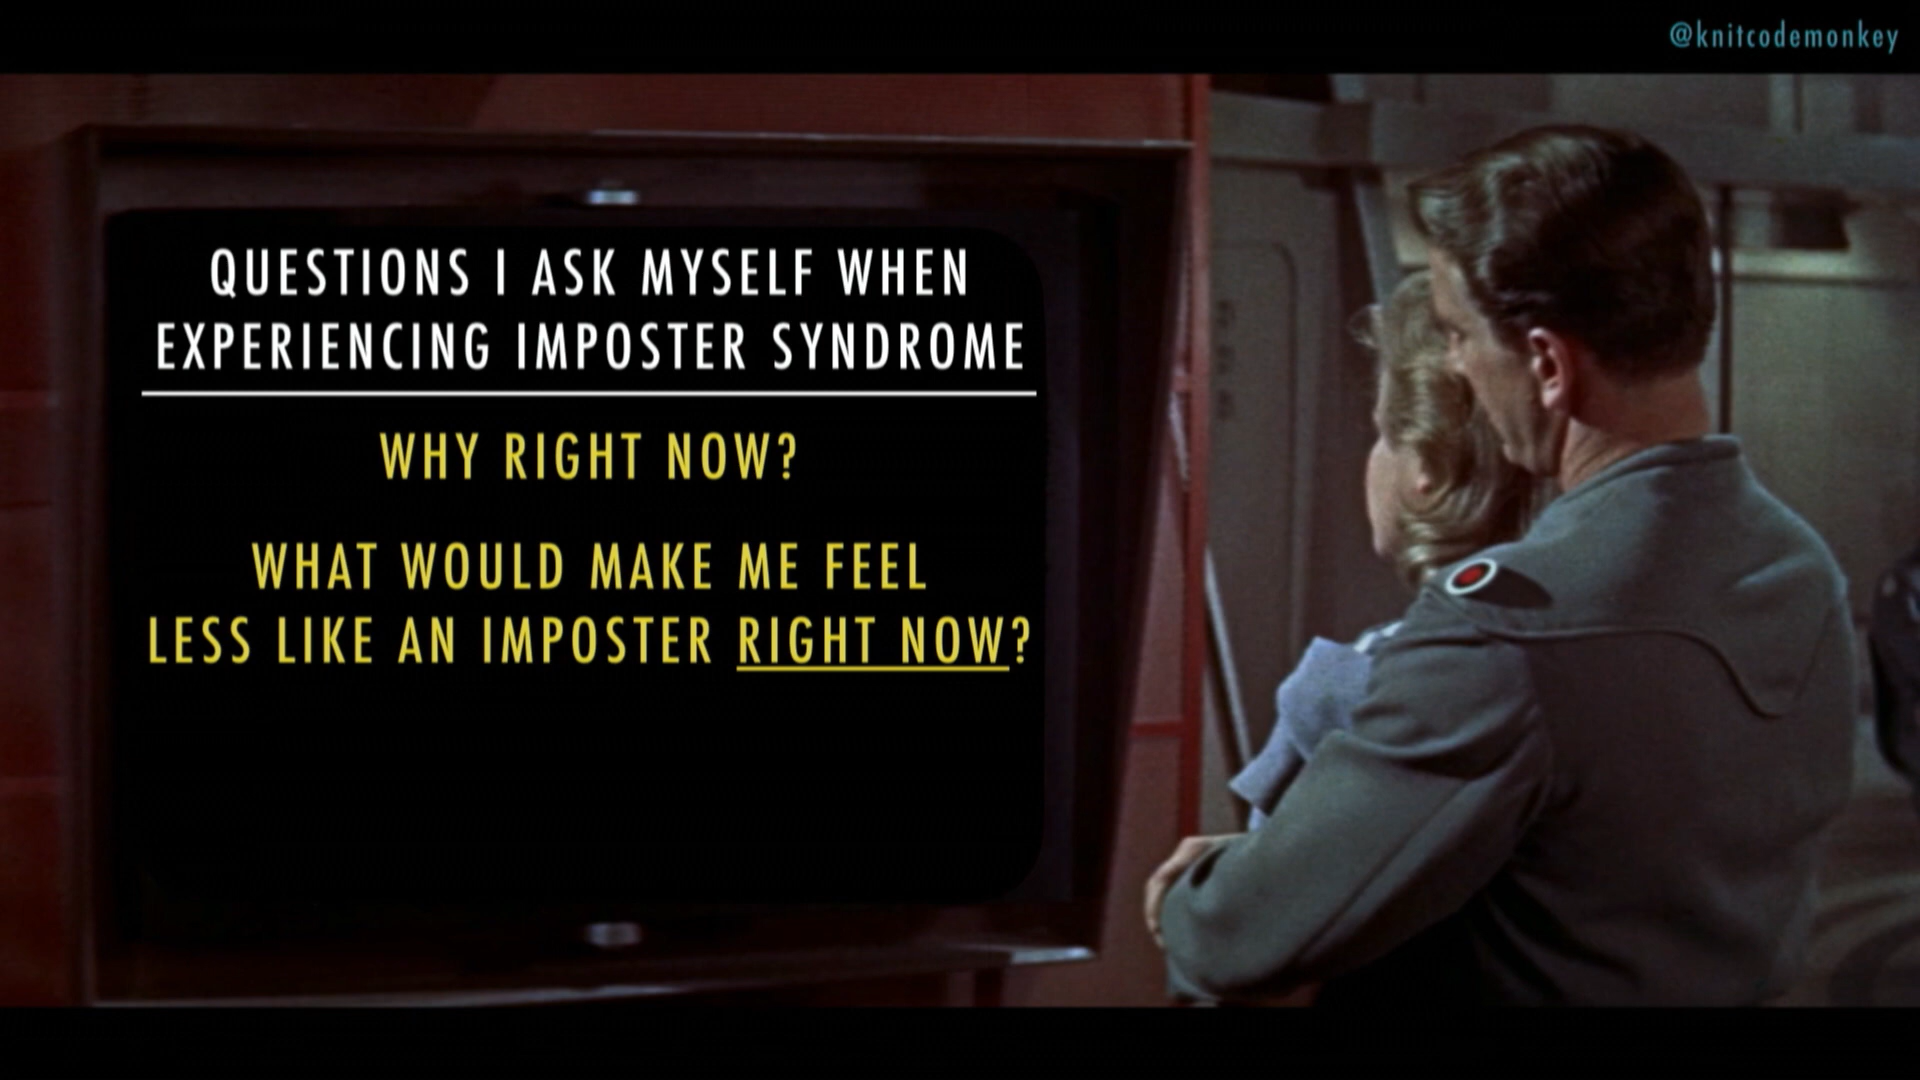 @knitcodemonkey
QUESTIONS I ASK MYSELF WHEN
EXPERIENCING IMPOSTER SYNDROME
WHY RIGHT NOW?
WHAT WOULD MAKE ME FEEL
LESS LIKE AN IMPOSTER RIGHT NOW?